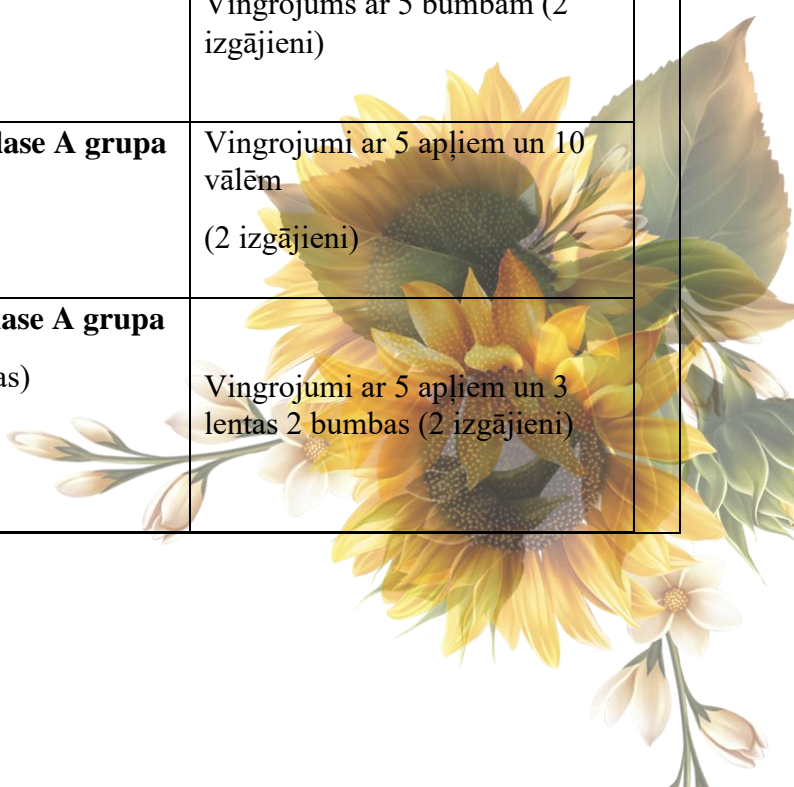 Vingrojums ar 5 bumbām (2
izgājieni)
lase A grupa
Vingrojumi ar 5 apļiem un 10
vālēm
(2 izgājieni)
ase A grupa
as)
Vingrojumi ar 5 apļiem un 3
lentas 2 bumbas (2 izgājieni)